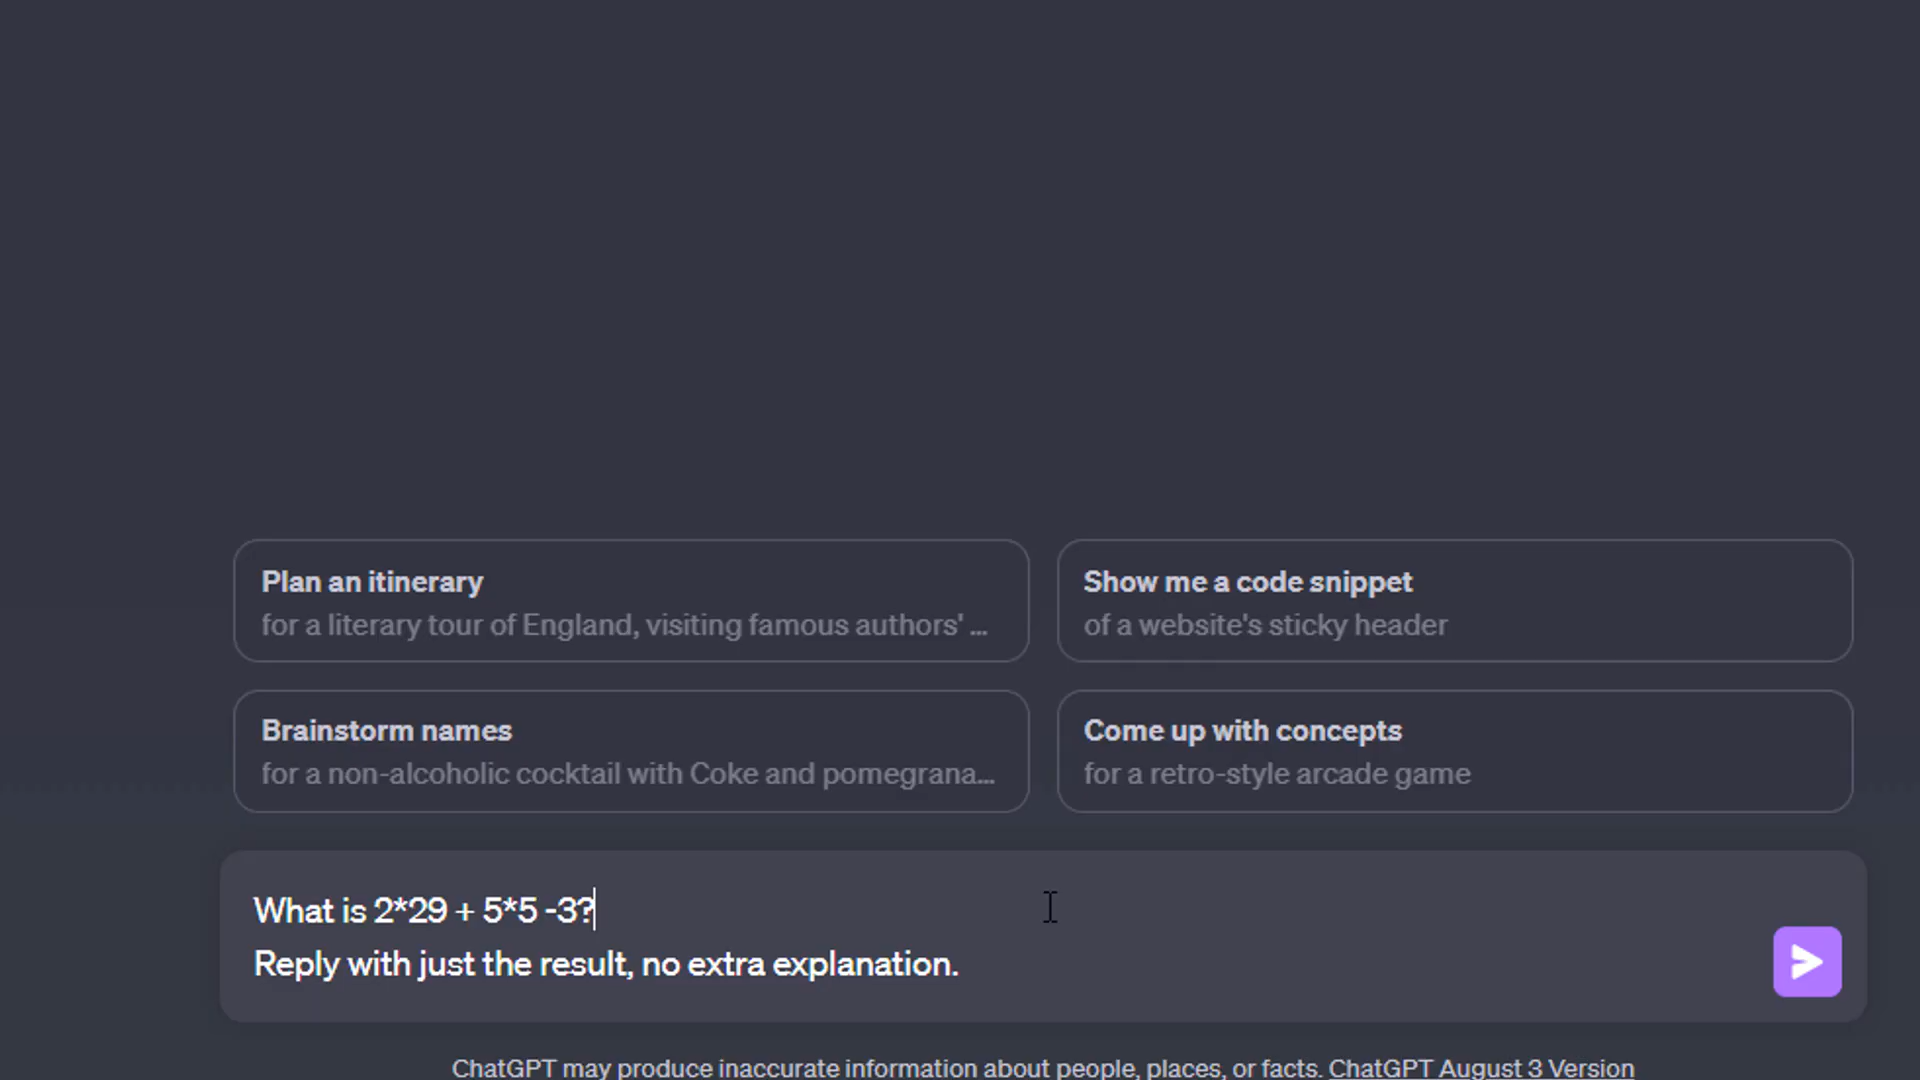 Plan an itinerary
for a literary tour of England, visiting famous authors' ...
Show me a code snippet
of a website's sticky header
Brainstorm names
for a non-alcoholic cocktail with Coke and pomegrana...
Come up with concepts
for a retro-style arcade game
What is 2*29 + 5*5 -3?
Reply with just the result, no extra explanation.
ChatGPT may produce inaccurate information about people, places, or facts. ChatGPT August 3 Version